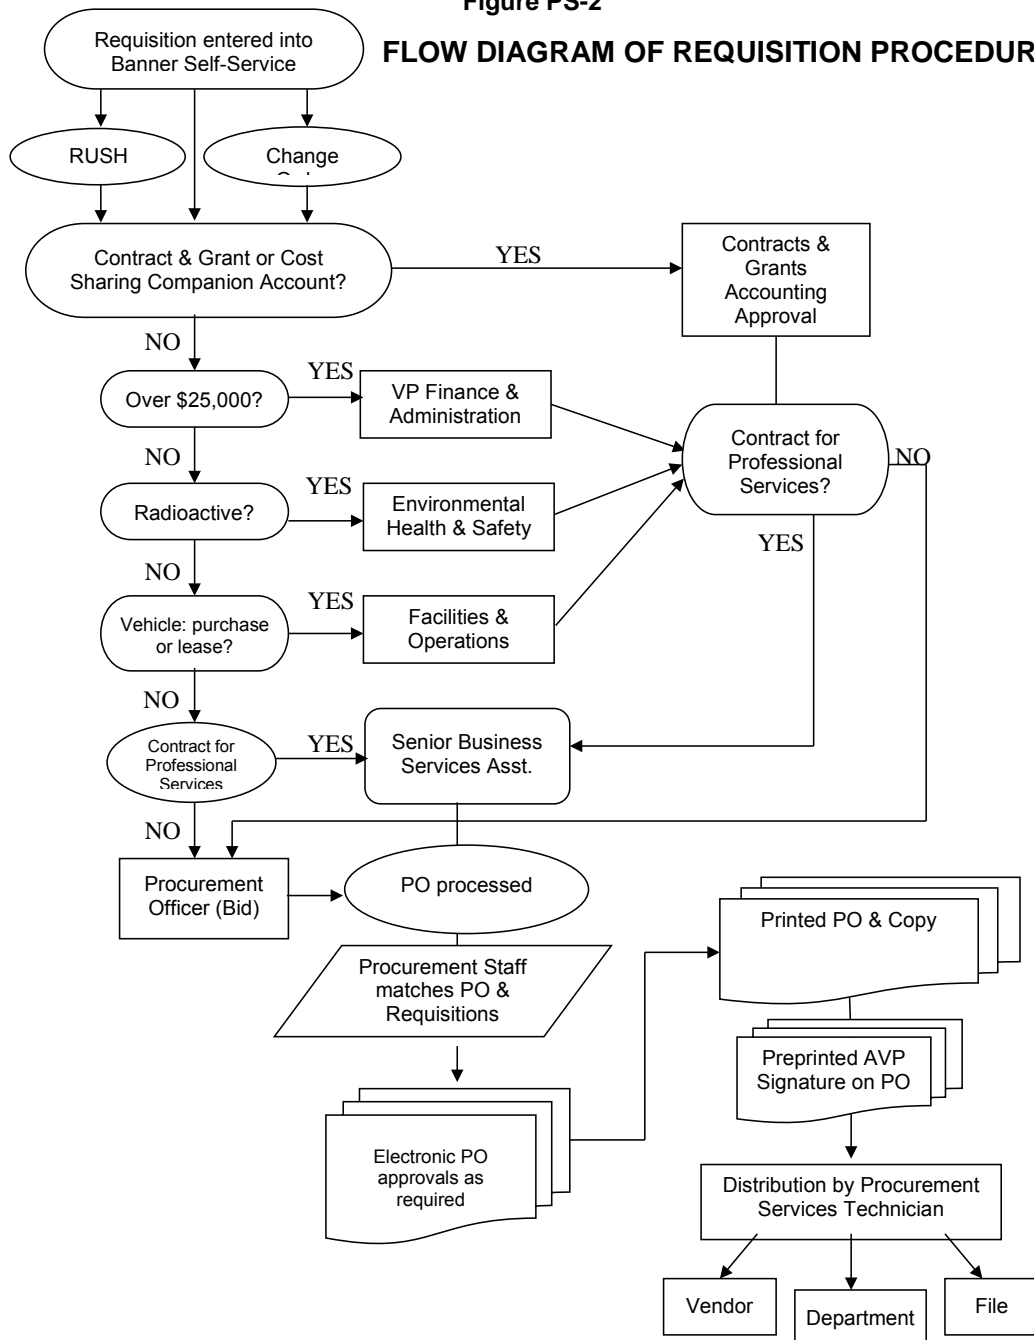 Figure PS-2
FLOW DIAGRAM OF REQUISITION PROCEDUR
Requisition entered into
Banner Self-Service
RUSH
Change
Contract & Grant or Cost
Sharing Companion Account?
YES
Contracts &
Grants
Accounting
Approval
NO
Over $25,000?
YES
VP Finance &
Administration
Contract for
Professional
Services?
NO
YES
NO
Radioactive?
YES
Environmental
Health & Safety
NO
Vehicle: purchase
or lease?
YES
Facilities &
Operations
NO
Contract for
Professional
Services
YES
Senior Business
Services Asst.
NO
Procurement
Officer (Bid)
PO processed
Procurement Staff
matches PO &
Requisitions
Electronic PO
approvals as
required
Printed PO & Copy
Preprinted AVP
Signature on PO
Distribution by Procurement
Services Technician
Vendor
Department
File